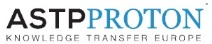 ASTPPROTON
KNOWLEDGE TRANSFER EUROPE